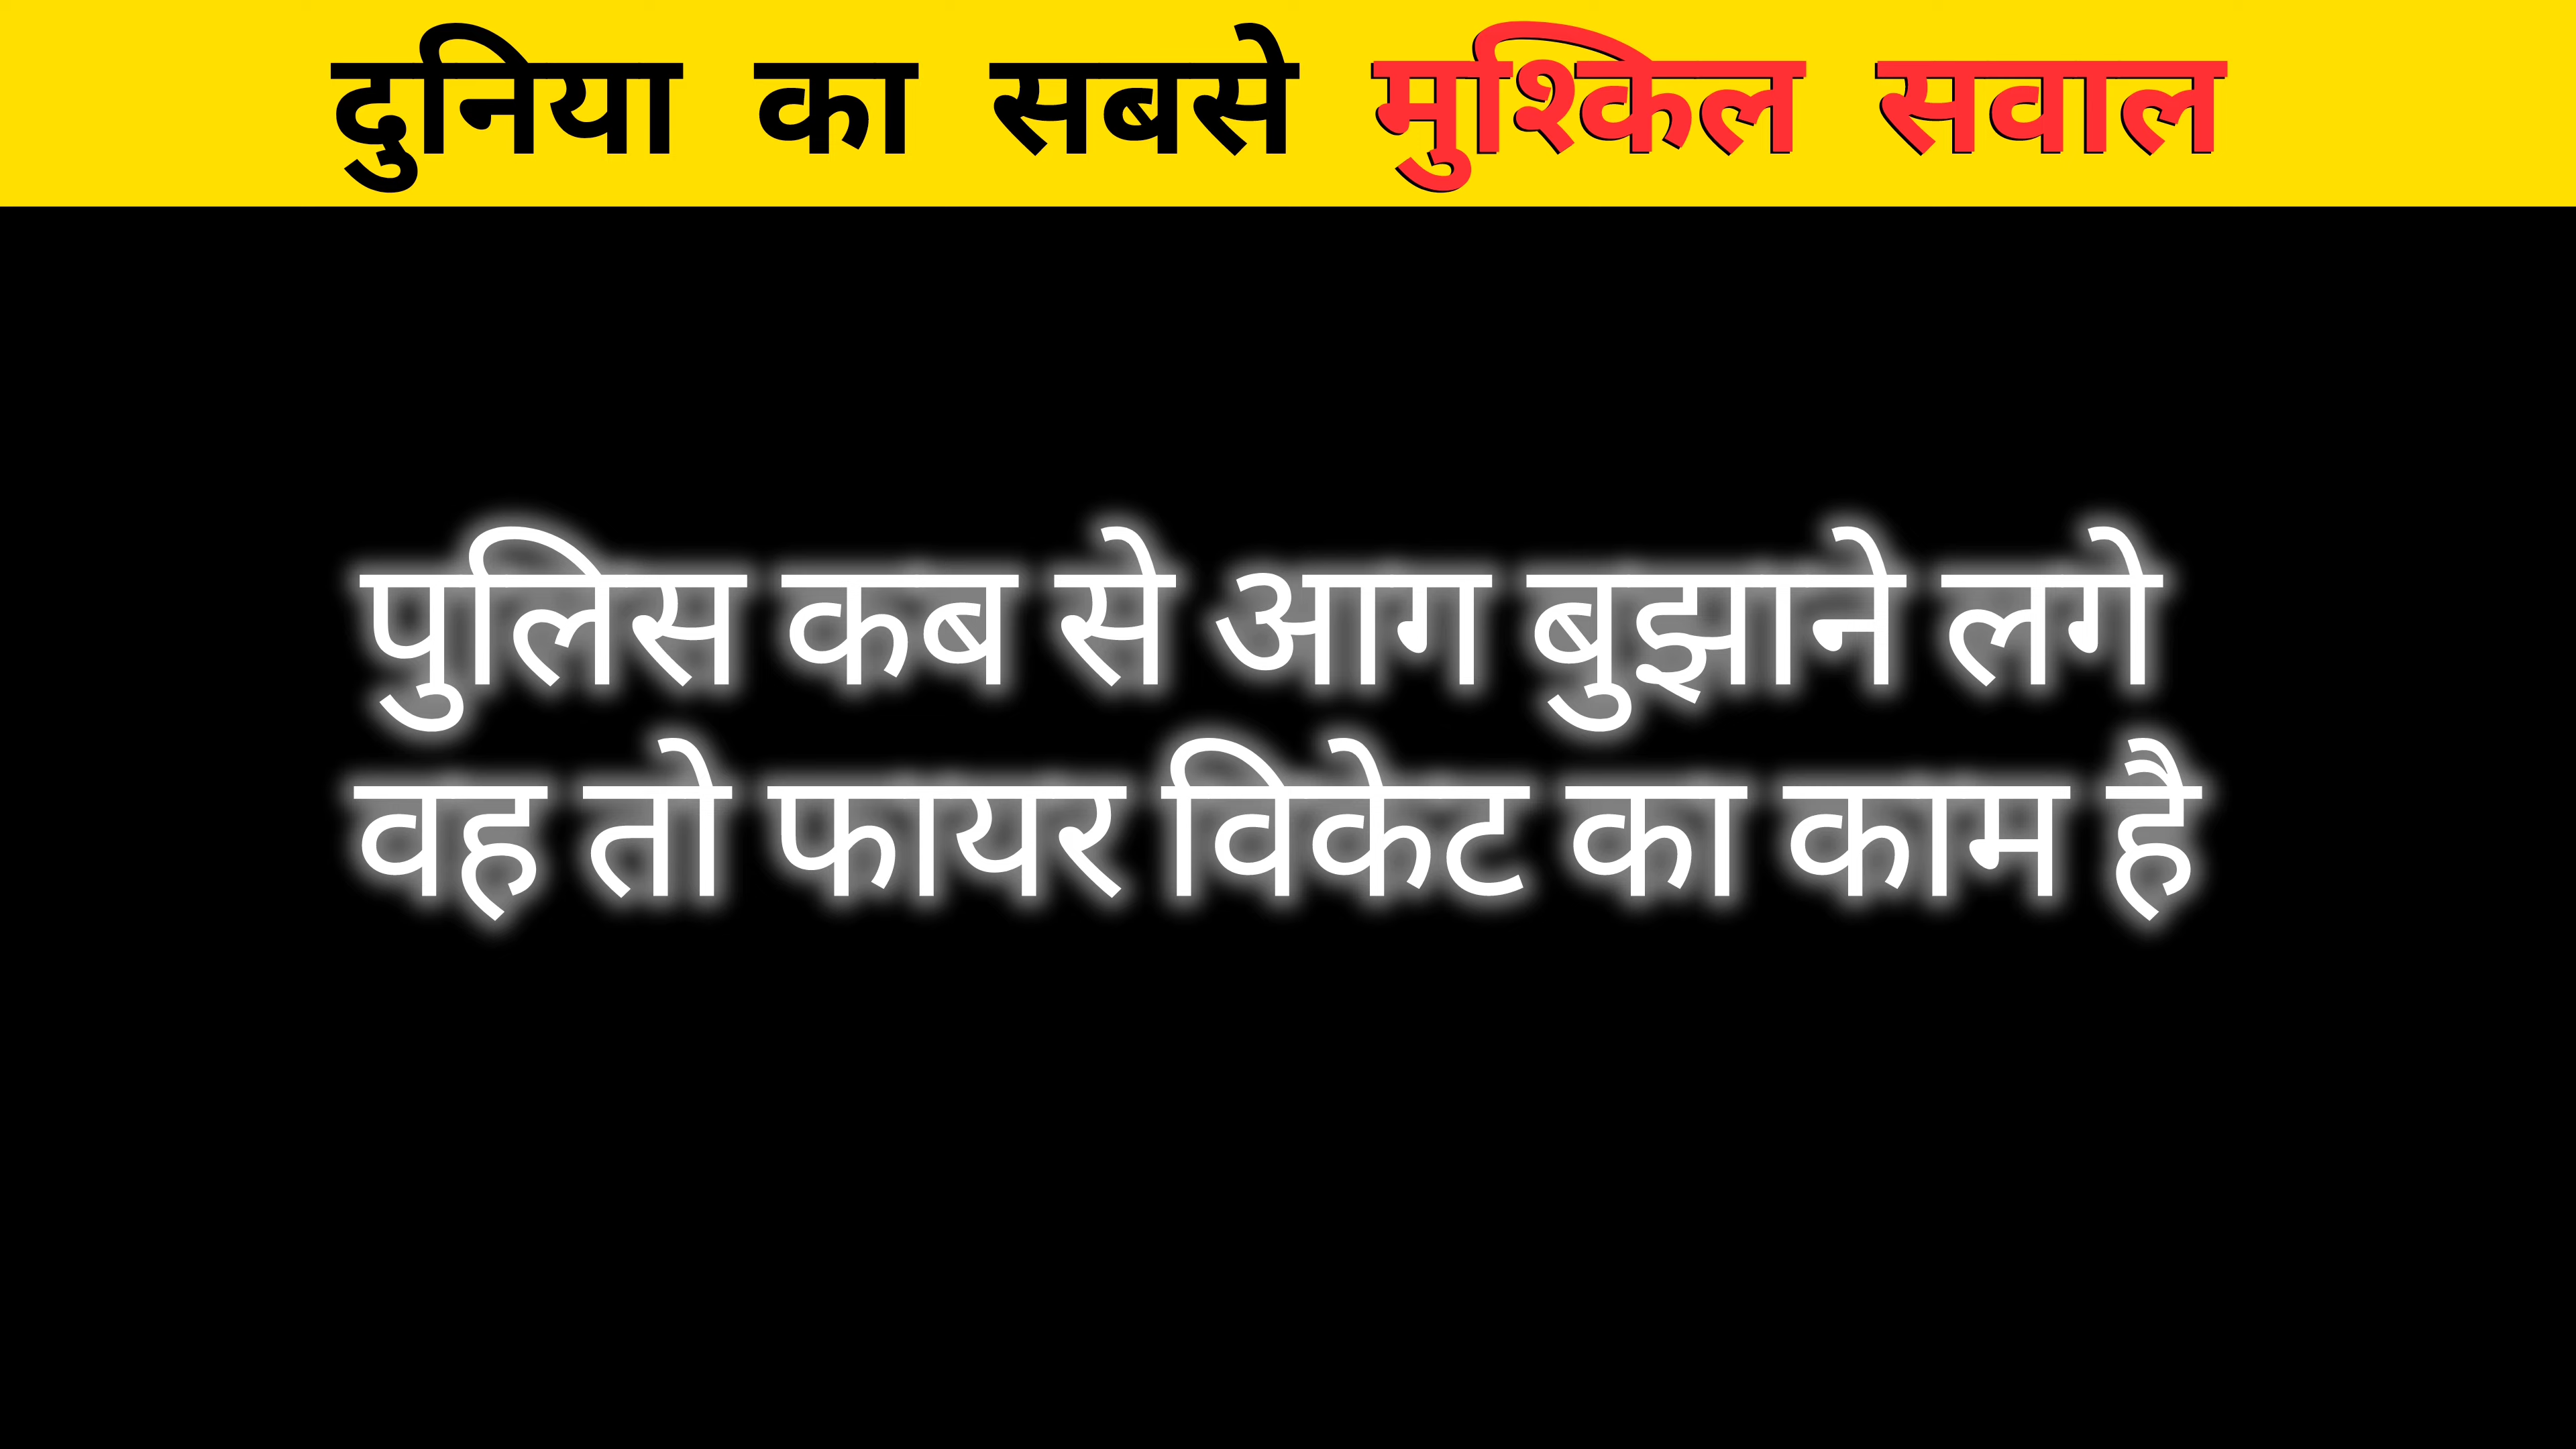 दुनिया का सबसे मुश्किल सवाल
पुलिस कब से आग बुझाने लगे
वह तो फायर विकेट का काम है